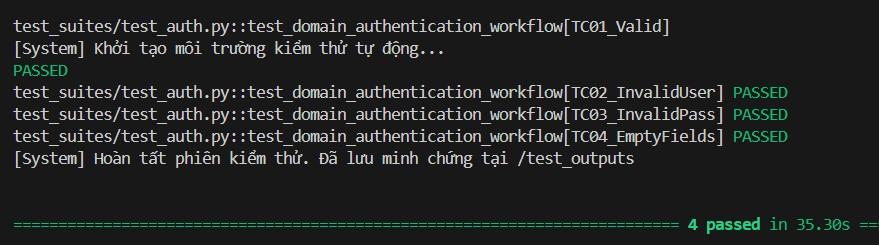 test_suites/test_auth.py::test_domain_authentication_workflow[TC01_Valid]
[System] Khởi tạo môi trường kiểm thử tự động...
PASSED
test_suites/test_auth.py::test_domain_authentication_workflow[TC02_InvalidUser] PASSED
test_suites/test_auth.py::test_domain_authentication_workflow[TC03_InvalidPass] PASSED
test_suites/test_auth.py::test_domain_authentication_workflow[TC04_EmptyFields] PASSED
[System] Hoàn tất phiên kiểm thử. Đã lưu minh chứng tại /test_outputs
========================================================================== 4 passed in 35.30s ===